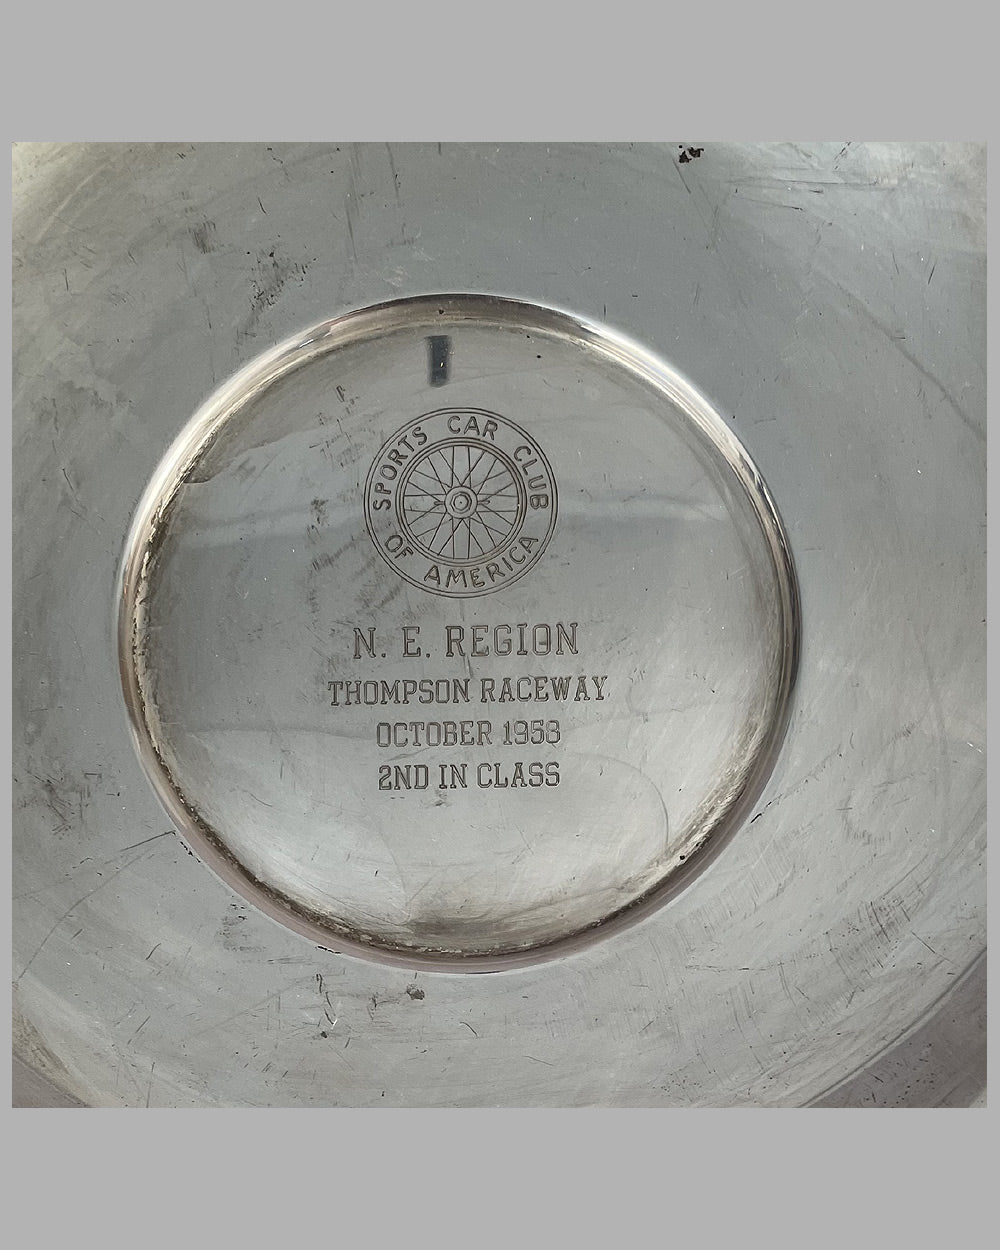 SPORTS CAR CLUB
OF AMERICA
N. E. REGION
THOMPSON RACEWAY
OCTOBER 1958
2ND IN CLASS